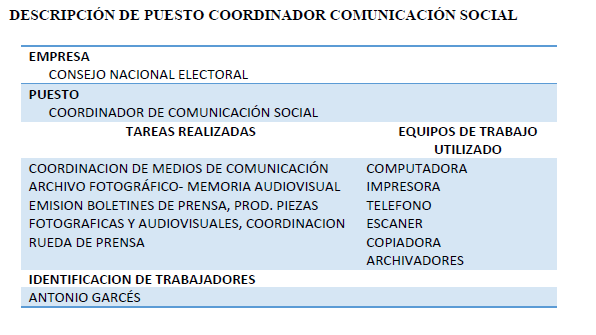 DESCRIPCIÓN DE PUESTO COORDINADOR COMUNICACIÓN SOCIAL
EMPRESA
CONSEJO NACIONAL ELECTORAL
PUESTO
COORDINADOR DE COMUNICACIÓN SOCIAL
TAREAS REALIZADAS
EQUIPOS DE TRABAJO
UTILIZADO
COORDINACION DE MEDIOS DE COMUNICACIÓN
ARCHIVO FOTOGRÁFICO- MEMORIA AUDIOVISUAL
EMISION BOLETINES DE PRENSA, PROD. PIEZAS
FOTOGRAFICAS Y AUDIOVISUALES, COORDINACION
RUEDA DE PRENSA
COMPUTADORA
IMPRESORA
TELEFONO
ESCANER
COPIADORA
ARCHIVADORES
IDENTIFICACION DE TRABAJADORES
ANTONIO GARCÉS